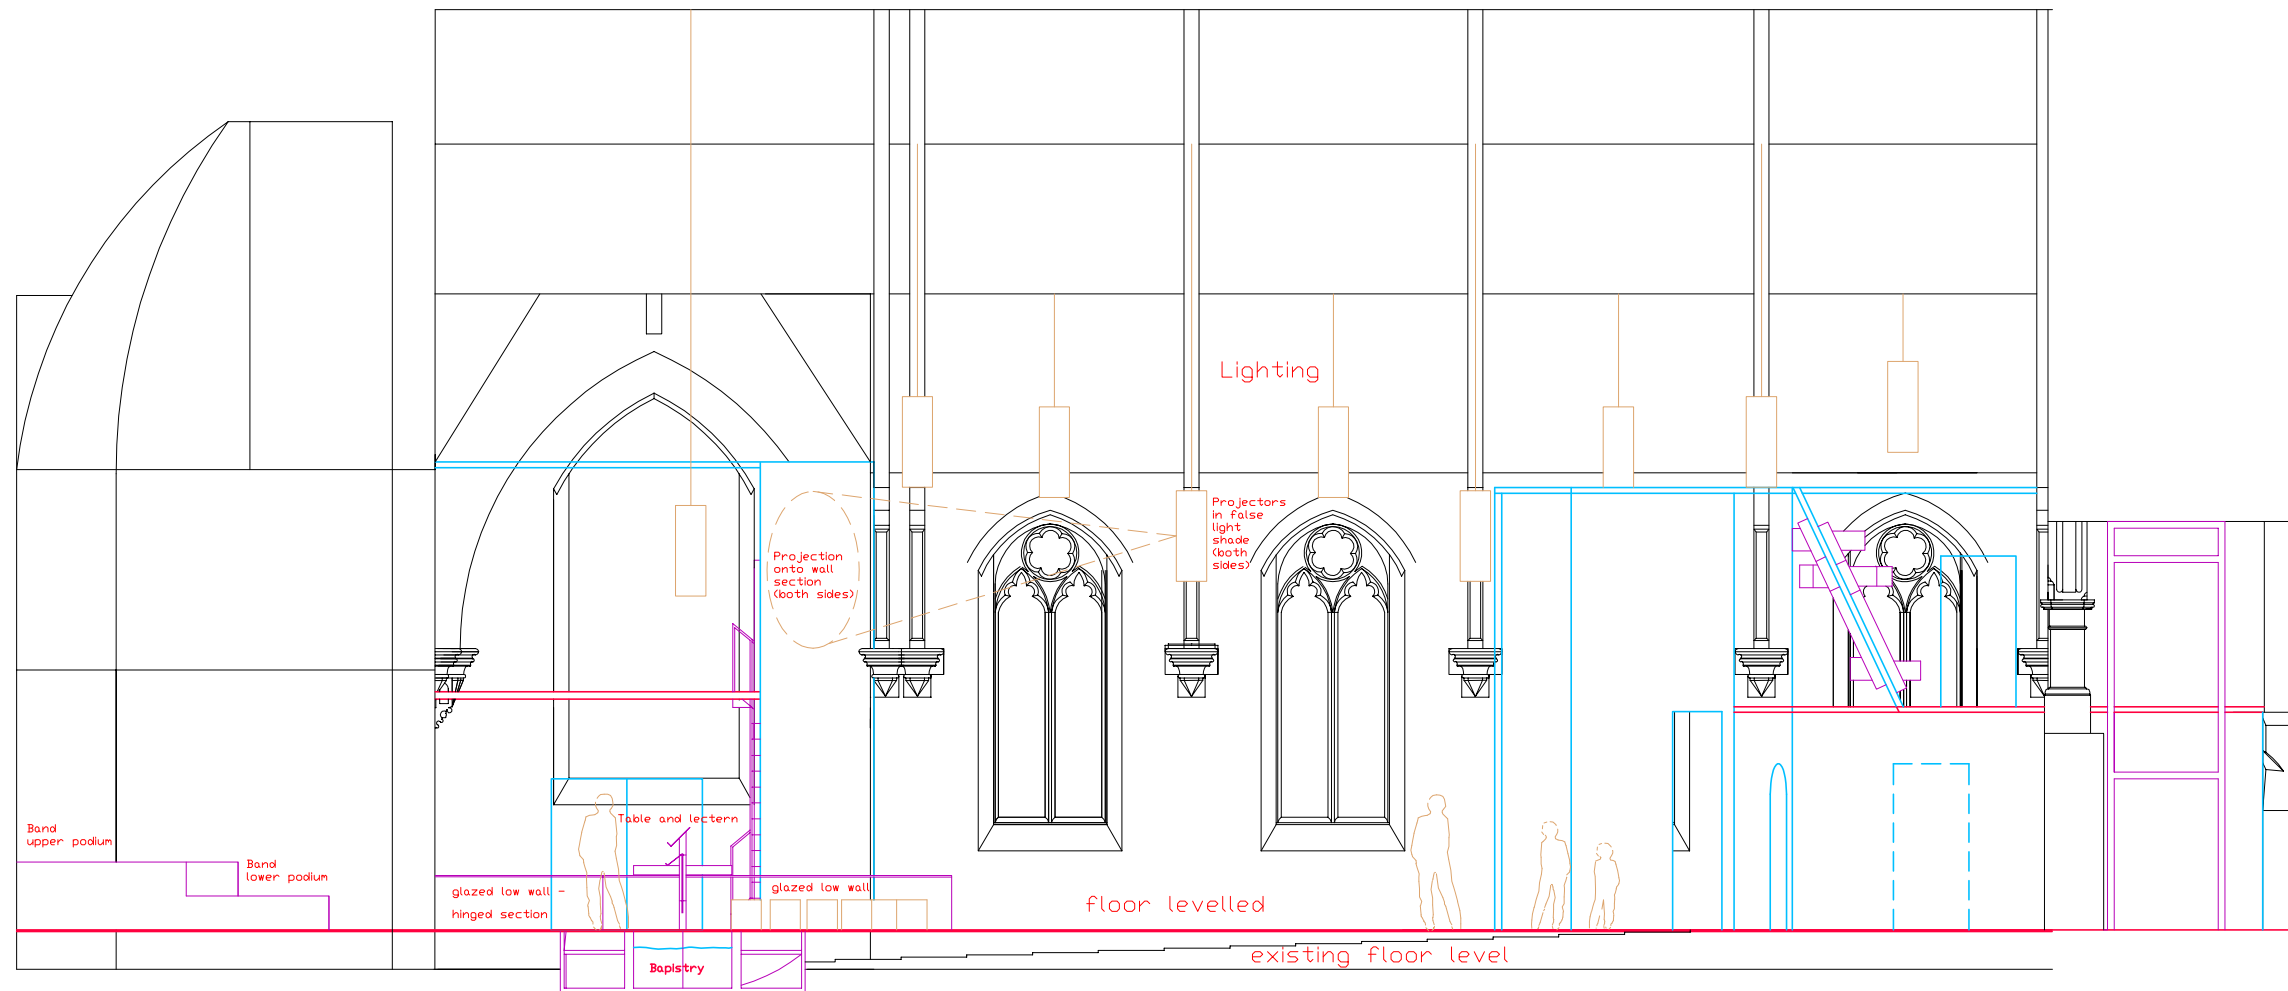 Lighting
Projectors
in false
light
shade
(both
sides)
Projection
onto wall
section
(both sides)
Table and lectern
Band
upper podium
Band
lower podium
glazed low wall -
hinged section
glazed low wall
floor levelled
existing floor level
Bapistry